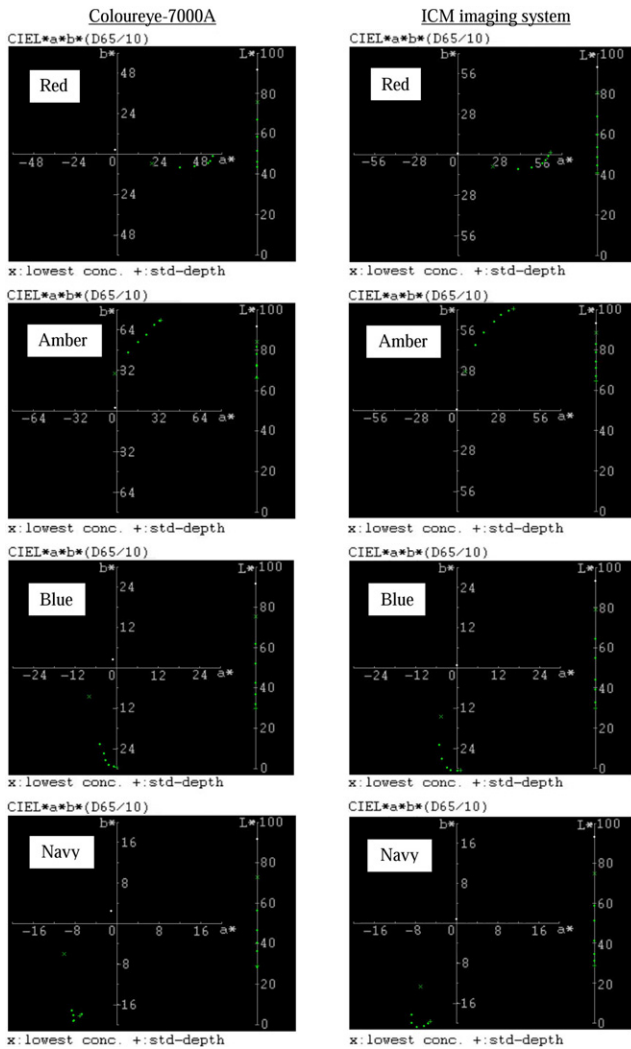 Coloureye-7000A
ICM imaging system
CIEL*a*b*(D65/10)
b*
L*
100
Red
48
24
80
60
-48 -24 0 24 48 a*
40
24
48
20
0
x:lowest conc. +:std-depth
CIEL*a*b*(D65/10)
b*
L*
100
Red
56
28
80
60
-56 -28 0 28 56 a*
40
28
56
20
0
x:lowest conc. +:std-depth
CIEL*a*b*(D65/10)
b*
L*
100
Amber
64
32
80
60
-64 -32 0 32 64 a*
40
32
64
20
0
x:lowest conc. +:std-depth
CIEL*a*b*(D65/10)
b*
L*
100
Amber
56
28
80
60
-56 -28 0 28 56 a*
40
28
56
20
0
x:lowest conc. +:std-depth
CIEL*a*b*(D65/10)
b*
L*
100
Blue
24
12
80
60
-24 -12 0 12 24 a*
40
12
24
20
0
x:lowest conc. +:std-depth
CIEL*a*b*(D65/10)
b*
L*
100
Blue
24
12
80
60
-24 -12 0 12 24 a*
40
12
24
20
0
x:lowest conc. +:std-depth
CIEL*a*b*(D65/10)
b*
L*
100
Navy
16
8
80
60
-16 -8 0 8 16 a*
40
8
16
20
0
x:lowest conc. +:std-depth
CIEL*a*b*(D65/10)
b*
L*
100
Navy
16
8
80
60
-16 -8 0 8 16 a*
40
8
16
20
0
x:lowest conc. +:std-depth